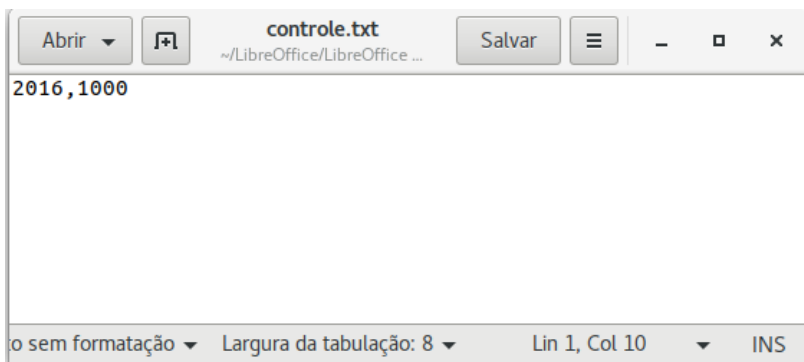 Abrir
controle.txt
~/LibreOffice/LibreOffice ...
Salvar
2016,1000
o sem formatação
Largura da tabulação: 8
Lin 1, Col 10
INS